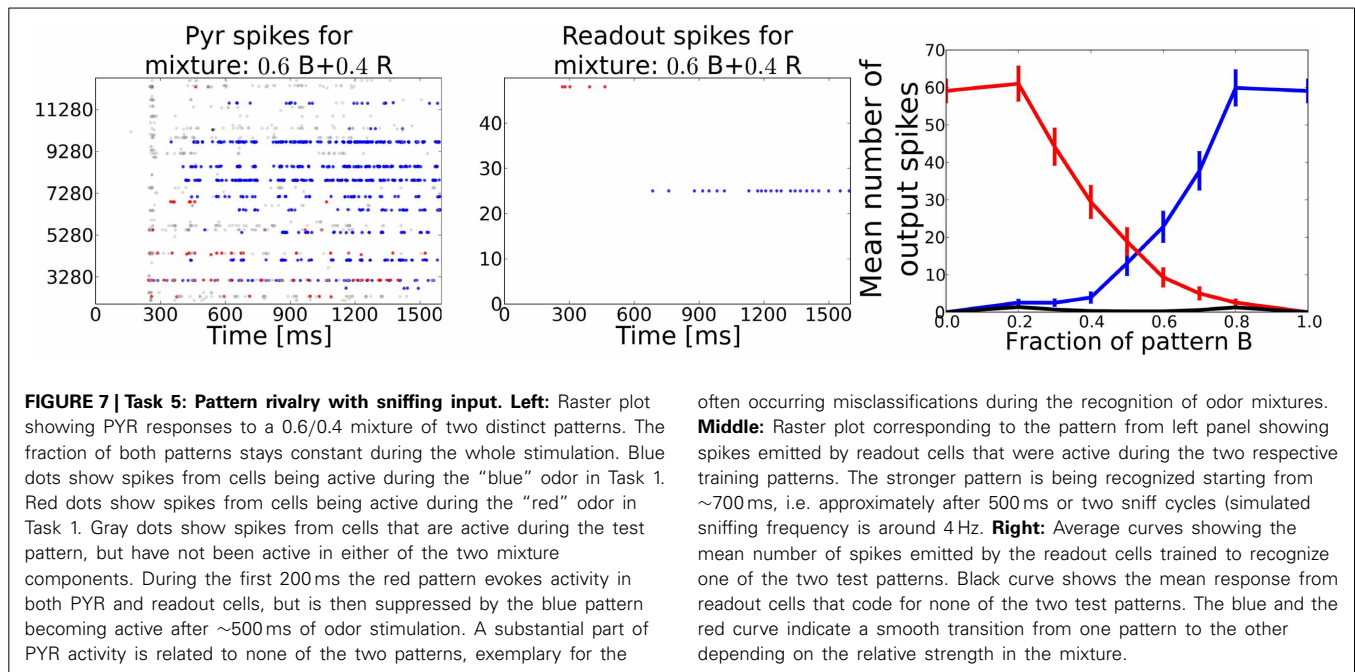 Pyr spikes for
mixture: 0.6 B+0.4 R
11280
9280
7280
5280
3280
0 300 600 900 1200 1500
Time [ms]
Readout spikes for
mixture: 0.6 B+0.4 R
40
30
20
10
0
0 300 600 900 1200 1500
Time [ms]
Mean number of
output spikes
70
60
50
40
30
20
10
0
0.0 0.2 0.4 0.6 0.8 1.0
Fraction of pattern B
FIGURE 7 | Task 5: Pattern rivalry with sniffing input. Left: Raster plot
showing PYR responses to a 0.6/0.4 mixture of two distinct patterns. The
fraction of both patterns stays constant during the whole stimulation. Blue
dots show spikes from cells being active during the “blue” odor in Task 1.
Red dots show spikes from cells being active during the “red” odor in
Task 1. Gray dots show spikes from cells that are active during the test
pattern, but have not been active in either of the two mixture
components. During the first 200 ms the red pattern evokes activity in
both PYR and readout cells, but is then suppressed by the blue pattern
becoming active after ∼500 ms of odor stimulation. A substantial part of
PYR activity is related to none of the two patterns, exemplary for the
often occurring misclassifications during the recognition of odor mixtures.
Middle: Raster plot corresponding to the pattern from left panel showing
spikes emitted by readout cells that were active during the two respective
training patterns. The stronger pattern is being recognized starting from
∼700 ms, i.e. approximately after 500 ms or two sniff cycles (simulated
sniffing frequency is around 4 Hz. Right: Average curves showing the
mean number of spikes emitted by the readout cells trained to recognize
one of the two test patterns. Black curve shows the mean response from
readout cells that code for none of the two test patterns. The blue and the
red curve indicate a smooth transition from one pattern to the other
depending on the relative strength in the mixture.